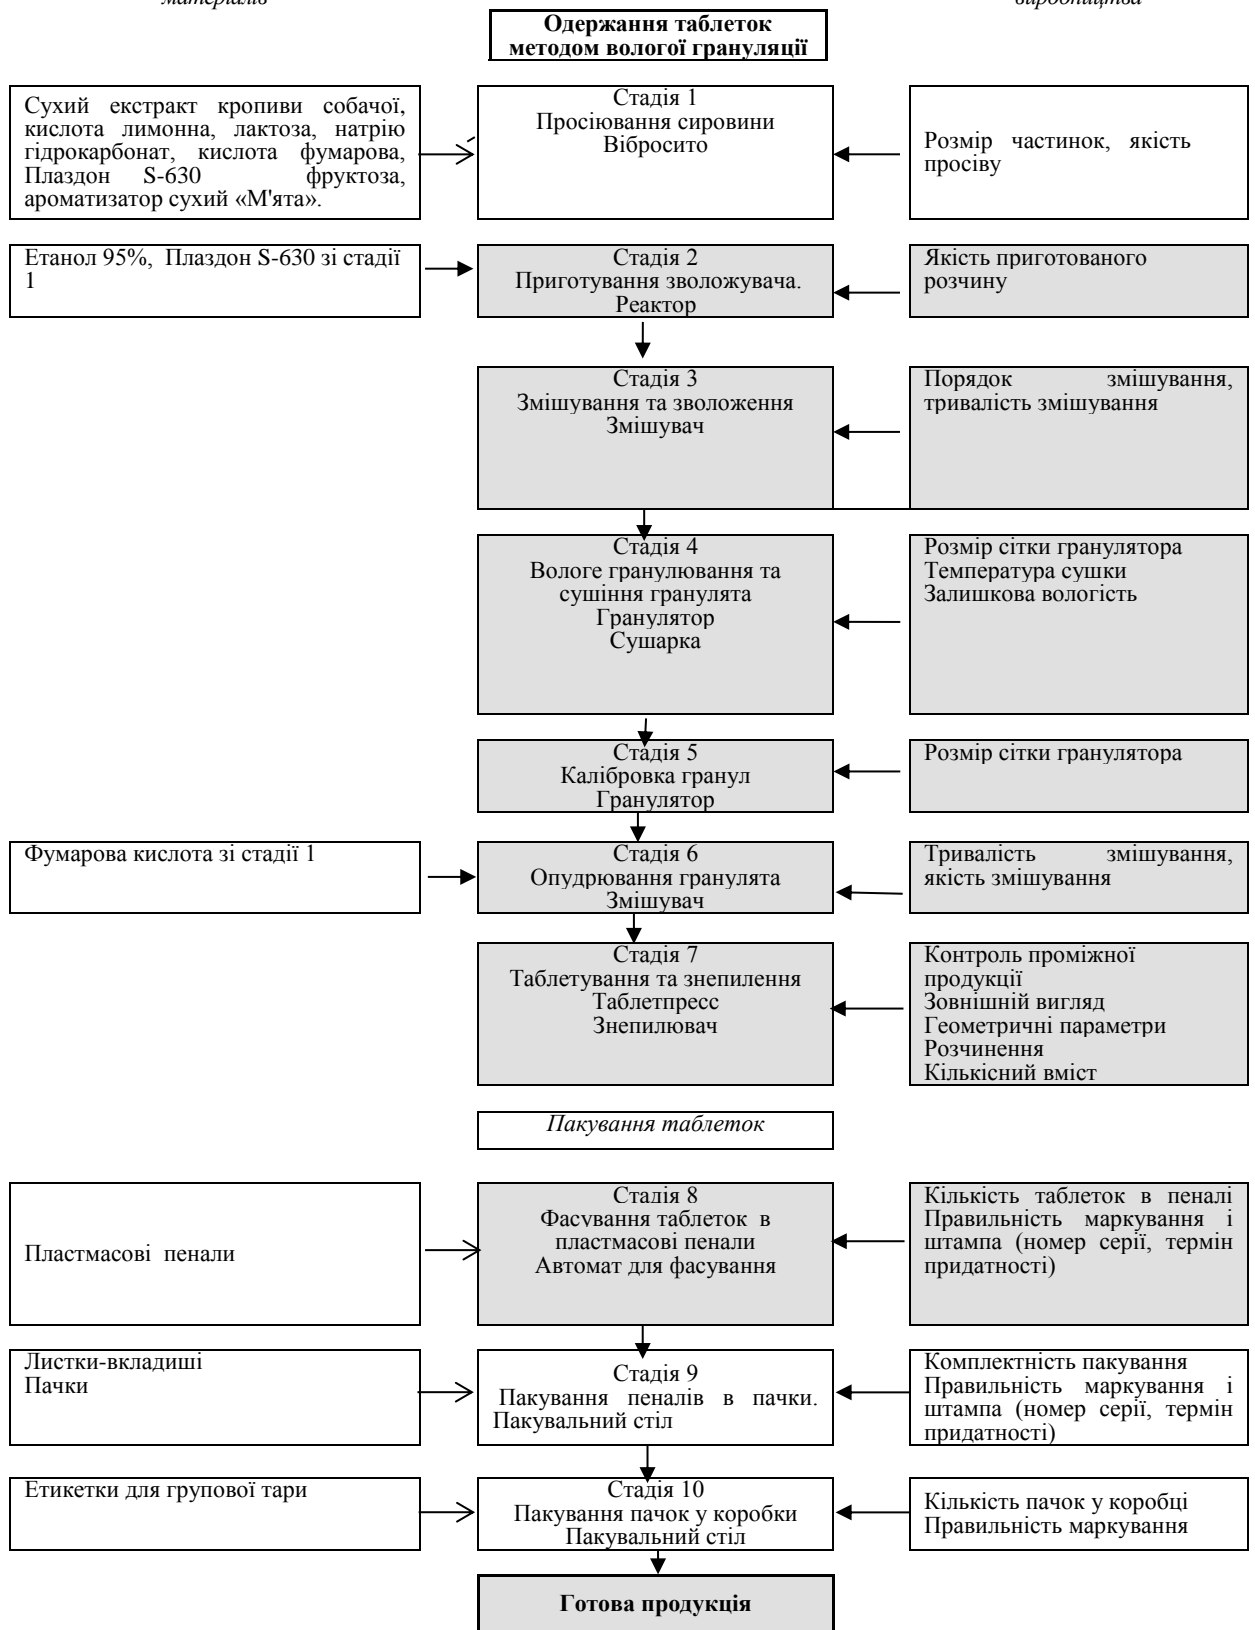 матеріалів
виробництва
Одержання таблеток
методом вологої грануляції
Сухий екстракт кропиви собачої,
кислота лимонна, лактоза, натрію
гідрокарбонат, кислота фумарова,
Плаздон S-630 фруктоза,
ароматизатор сухий «М'ята».
Стадія 1
Просіювання сировини
Вібросито
Розмір частинок, якість
просіву
Етанол 95%, Плаздон S-630 зі стадії
1
Стадія 2
Приготування зволожувача.
Реактор
Якість приготованого
розчину
Стадія 3
Змішування та зволоження
Змішувач
Порядок змішування,
тривалість змішування
Стадія 4
Вологе гранулювання та
сушіння гранулята
Гранулятор
Сушарка
Розмір сітки гранулятора
Температура сушки
Залишкова вологість
Стадія 5
Калібровка гранул
Гранулятор
Розмір сітки гранулятора
Фумарова кислота зі стадії 1
Стадія 6
Опудрювання гранулята
Змішувач
Тривалість змішування,
якість змішування
Стадія 7
Таблетування та знепилення
Таблетпресс
Знепилювач
Контроль проміжної
продукції
Зовнішній вигляд
Геометричні параметри
Розчинення
Кількісний вміст
Пакування таблеток
Пластмасові пенали
Стадія 8
Фасування таблеток в
пластмасові пенали
Автомат для фасування
Кількість таблеток в пеналі
Правильність маркування і
штампа (номер серії, термін
придатності)
Листки-вкладиші
Пачки
Стадія 9
Пакування пеналів в пачки.
Пакувальний стіл
Комплектність пакування
Правильність маркування і
штампа (номер серії, термін
придатності)
Етикетки для групової тари
Стадія 10
Пакування пачок у коробки
Пакувальний стіл
Кількість пачок у коробці
Правильність маркування
Готова продукція